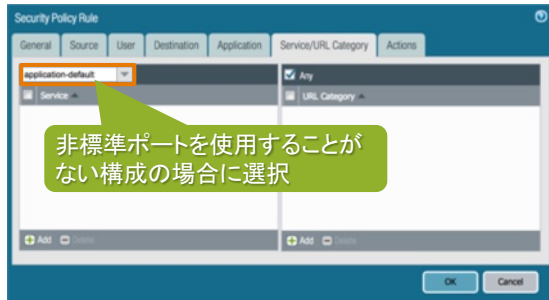 Security Policy Rule
General Source User Destination Application Service/URL Category Actions
application-default
Any
Service
URL Category
非標準ポートを使用することが
ない構成の場合に選択
Add Delete
Add Delete
OK Cancel